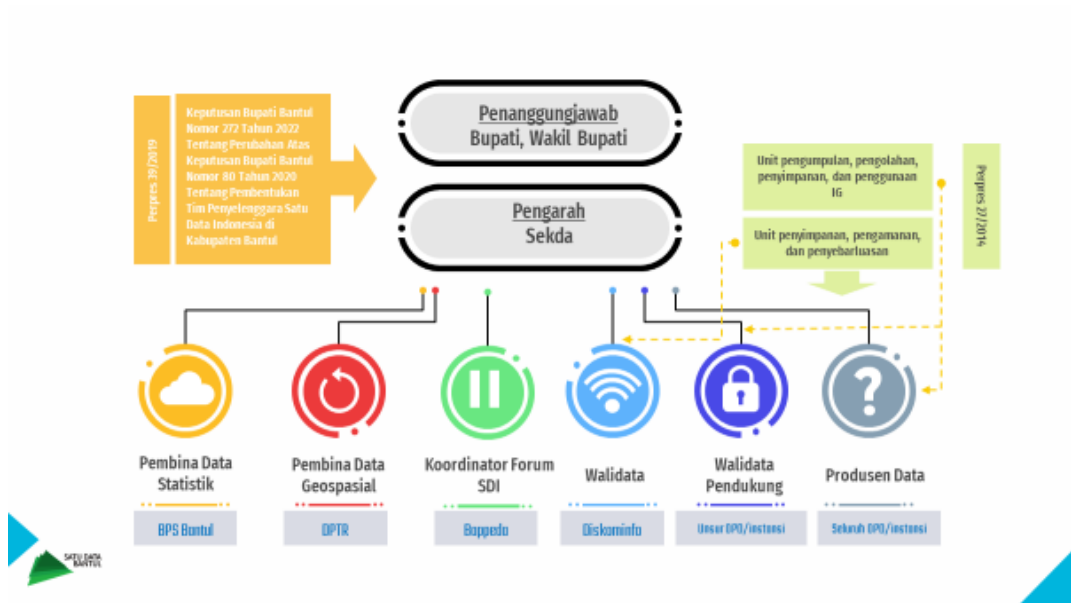 Perpres 39/2019
Keputusan Bupati Bantul
Nomor 272 Tahun 2022
Tentang Perubahan Atas
Keputusan Bupati Bantul
Nomor 80 Tahun 2020
Tentang Pembentukan
Tim Penyelenggara Satu
Data Indonesia di
Kabupaten Bantul
Penanggungjawab
Bupati, Wakil Bupati
Pengarah
Sekda
Unit pengumpulan, pengolahan,
penyimpanan, dan penggunaan
IG
Unit penyimpanan, pengamanan,
dan penyebarluasan
Perpres 27/2014
Pembina Data
Statistik
BPS Bantul
Pembina Data
Geospasial
DPTR
Koordinator Forum
SDI
Bappeda
Walidata
Diskominfo
Walidata
Pendukung
Unsur OPD/instansi
Produsen Data
Seluruh OPD/instansi
SATU DATA
BANTUL